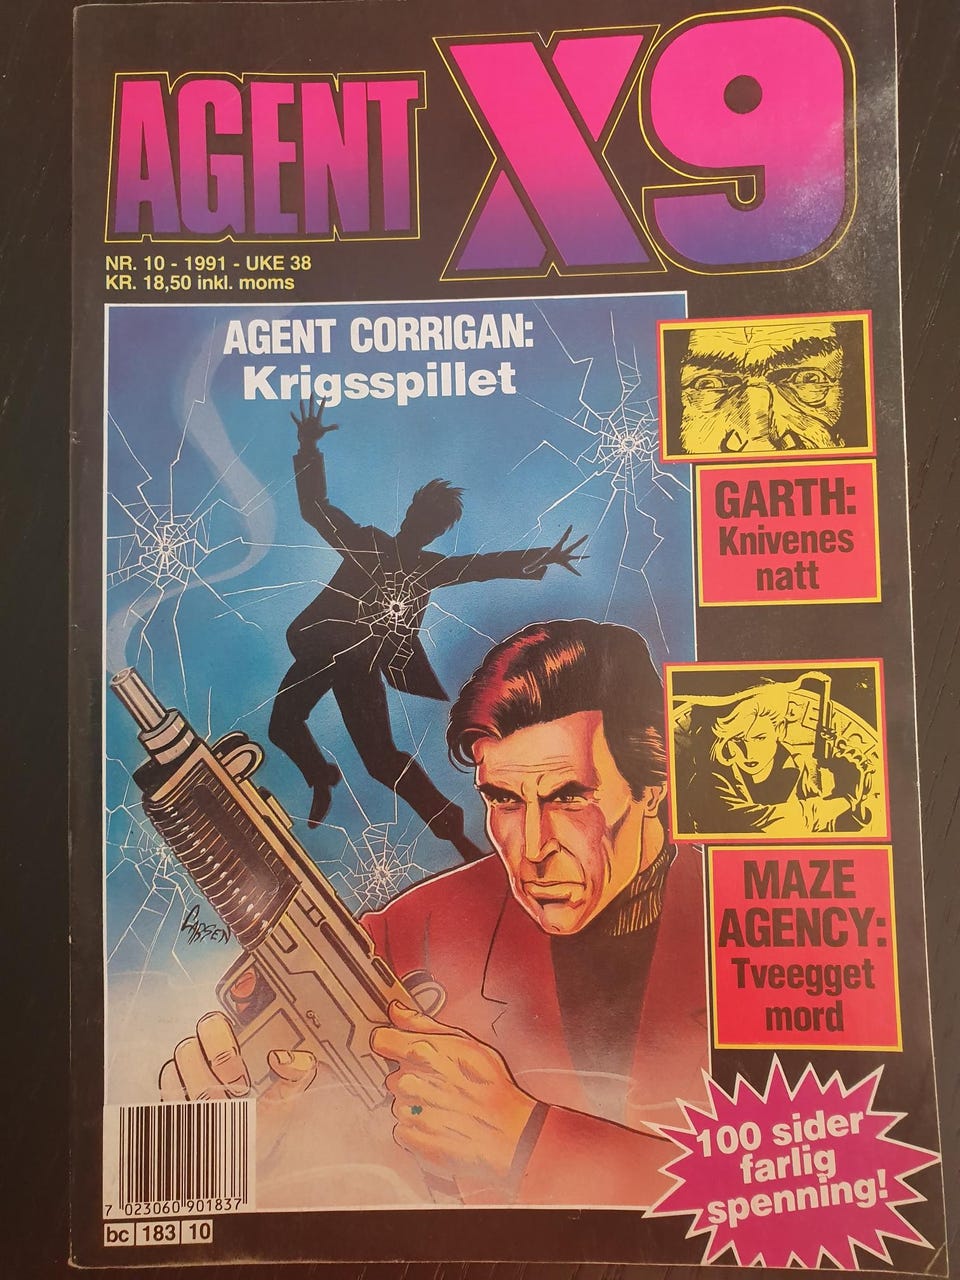 AGENT X9
NR. 10 - 1991 - UKE 38
KR. 18,50 inkl. moms
AGENT CORRIGAN:
Krigsspillet
GARTH:
Knivenes
natt
MAZE
AGENCY:
Tveegget
mord
LARSEN
100 sider
farlig
spenning!
7 023060 901837
bc 183 10